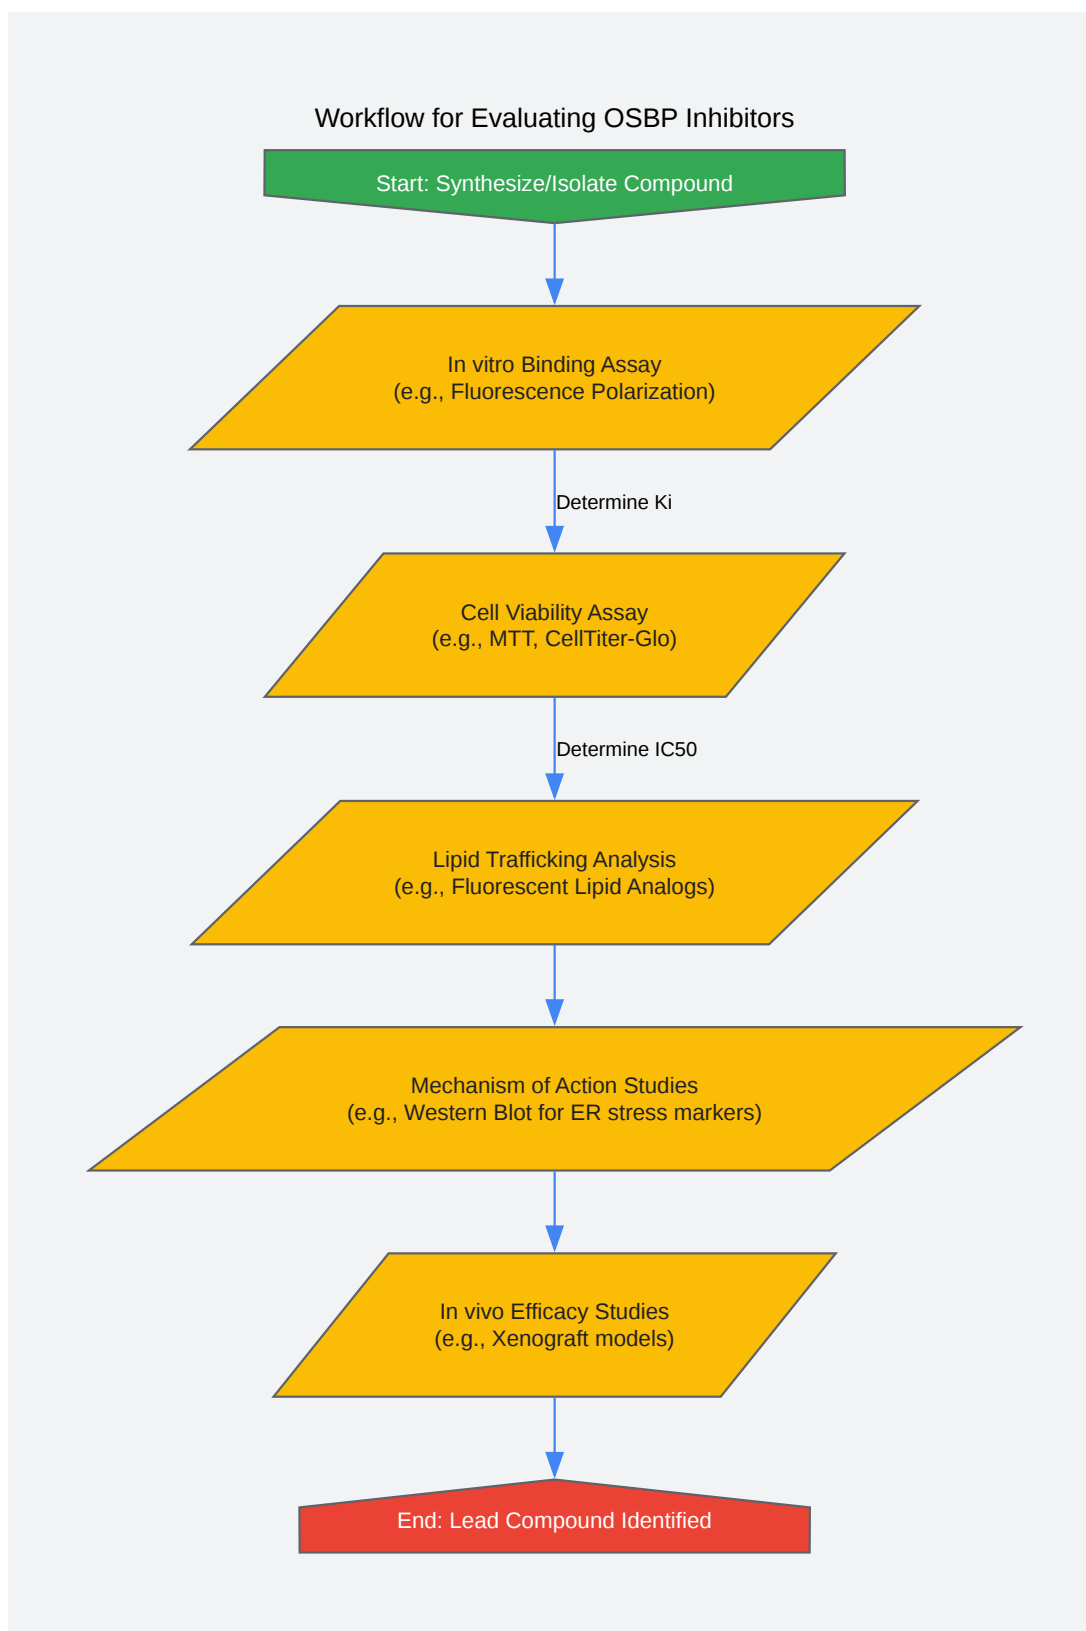 Workflow for Evaluating OSBP Inhibitors
Start: Synthesize/Isolate Compound
In vitro Binding Assay
(e.g., Fluorescence Polarization)
Determine Ki
Cell Viability Assay
(e.g., MTT, CellTiter-Glo)
Determine IC50
Lipid Trafficking Analysis
(e.g., Fluorescent Lipid Analogs)
Mechanism of Action Studies
(e.g., Western Blot for ER stress markers)
In vivo Efficacy Studies
(e.g., Xenograft models)
End: Lead Compound Identified